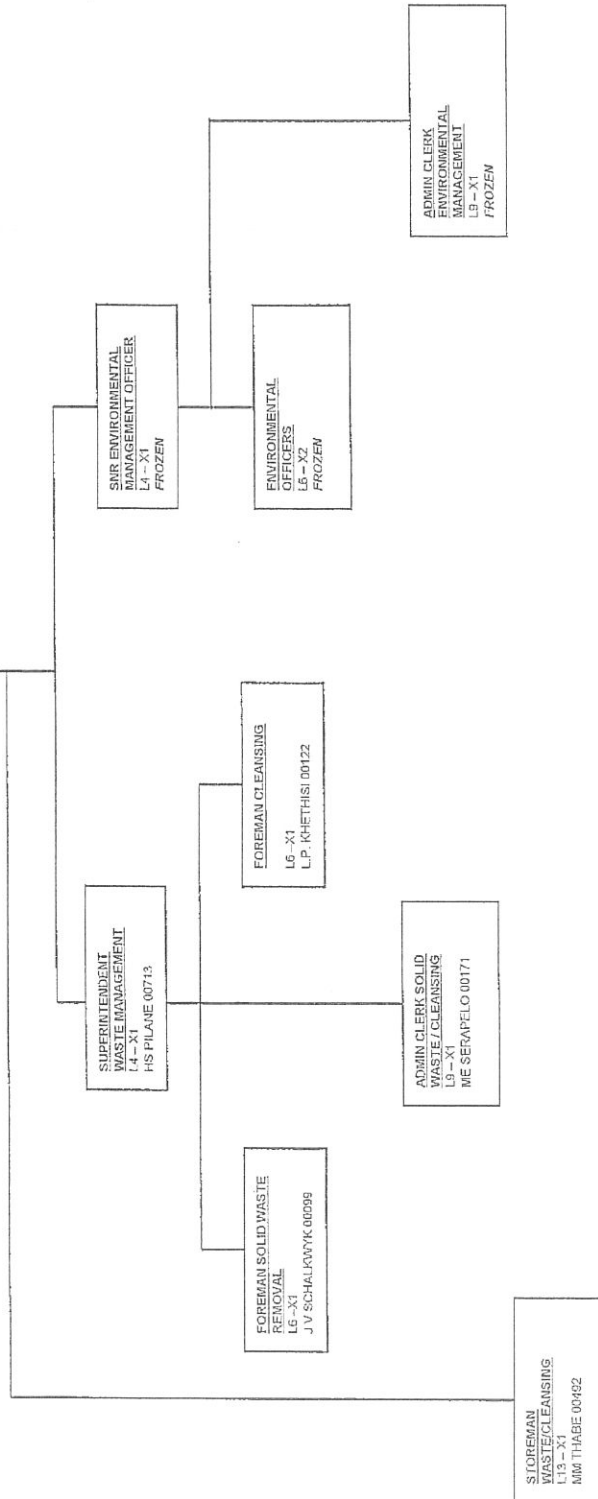 SUPERINTENDENT
WASTE MANAGEMENT
L4 – X1
HS PILANE 00713
SNR ENVIRONMENTAL
MANAGEMENT OFFICER
L4 – X1
FROZEN
FOREMAN SOLID WASTE
REMOVAL
L6 – X1
J V SCHALKWYK 00099
FOREMAN CLEANSING
L6 – X1
L.P. KHETHISI 00122
ENVIRONMENTAL
OFFICERS
L6 – X2
FROZEN
ADMIN CLERK SOLID
WASTE / CLEANSING
L9 – X1
ME SERAPELO 00171
ADMIN CLERK
ENVIRONMENTAL
MANAGEMENT
L9 – X1
FROZEN
STOREMAN
WASTE/CLEANSING
L13 – X1
MM THABE 00492